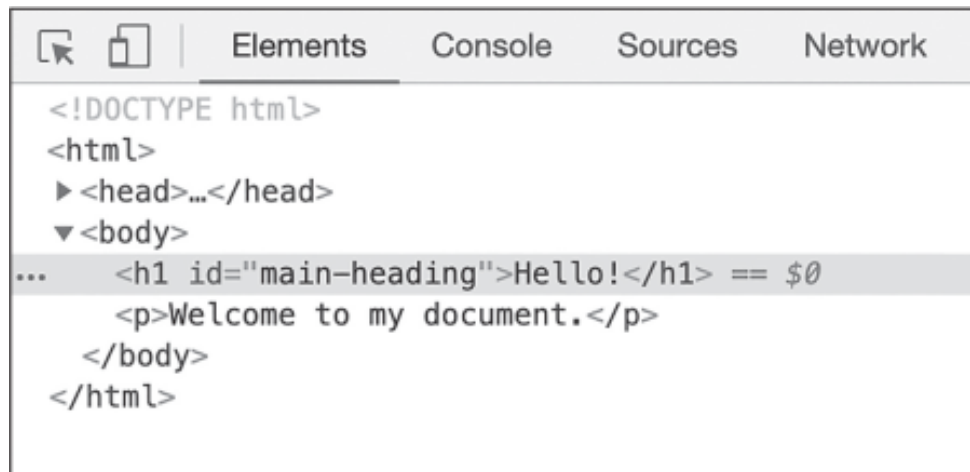 Elements Console Sources Network
<!DOCTYPE html>
<html>
<head>…</head>
<body>
... <h1 id="main-heading">Hello!</h1> == $0
<p>Welcome to my document.</p>
</body>
</html>